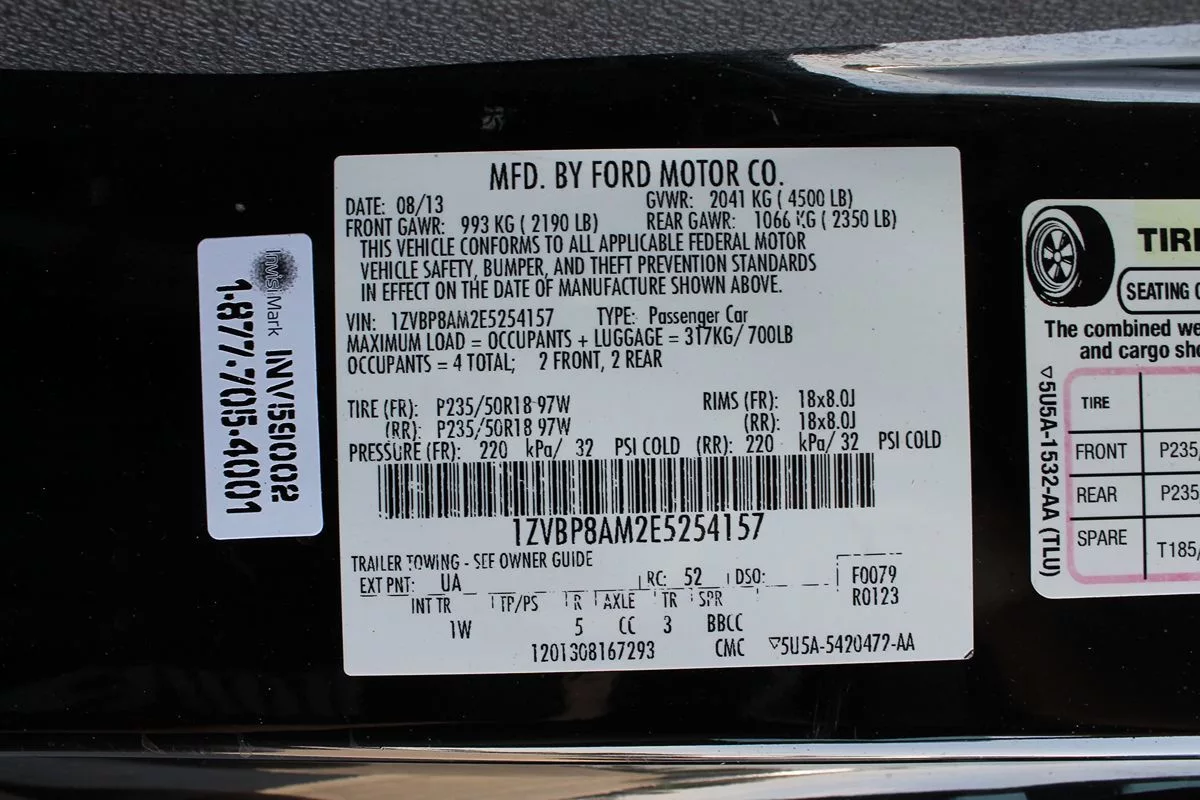 MFD. BY FORD MOTOR CO.
DATE: 08/13 GVWR: 2041 KG ( 4500 LB)
FRONT GAWR: 993 KG ( 2190 LB) REAR GAWR: 1066 KG ( 2350 LB)
THIS VEHICLE CONFORMS TO ALL APPLICABLE FEDERAL MOTOR
VEHICLE SAFETY, BUMPER, AND THEFT PREVENTION STANDARDS
IN EFFECT ON THE DATE OF MANUFACTURE SHOWN ABOVE.
VIN: 1ZVBP8AM2E5254157 TYPE: Passenger Car
MAXIMUM LOAD = OCCUPANTS + LUGGAGE = 317KG/ 700LB
OCCUPANTS = 4 TOTAL; 2 FRONT, 2 REAR
TIRE (FR): P235/50R18 97W RIMS (FR): 18x8.0J
(RR): P235/50R18 97W (RR): 18x8.0J
PRESSURE (FR): 220 kPa/ 32 PSI COLD (RR): 220 kPa/ 32 PSI COLD
1ZVBP8AM2E5254157
TRAILER TOWING - SEE OWNER GUIDE
EXT PNT: UA RC: 52 DSO: F0079
INT TR TP/PS R AXLE TR SPR R0123
1W 5 CC 3 BBCC
1201308167293 CMC ▽5U5A-5420472-AA
InvisiMark INV59002
1-877-705-4001
TIR
SEATING
The combined we
and cargo sho
TIRE
FRONT P235/
REAR P235
SPARE T185/
▽5U5A-1532-AA (TLU)